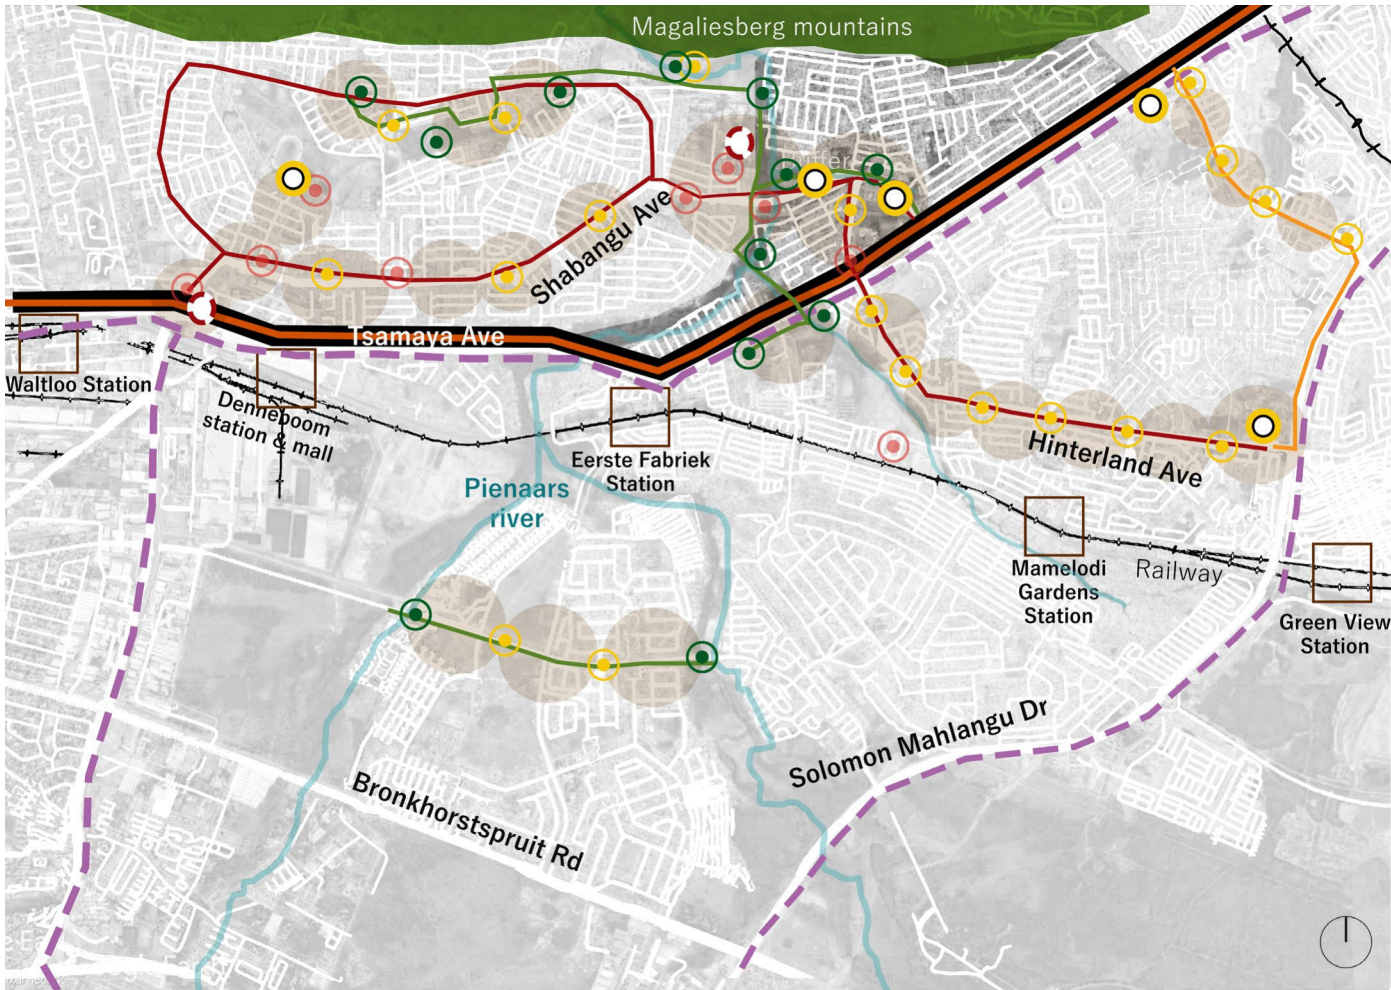 Magaliesberg mountains
Shabangu Ave
Tsamaya Ave
Waltloo Station
Denneboom
station & mall
Eerste Fabriek
Station
Pienaars
river
Hinterland Ave
Mamelodi
Gardens
Station
Railway
Green View
Station
Solomon Mahlangu Dr
Bronkhorstspruit Rd